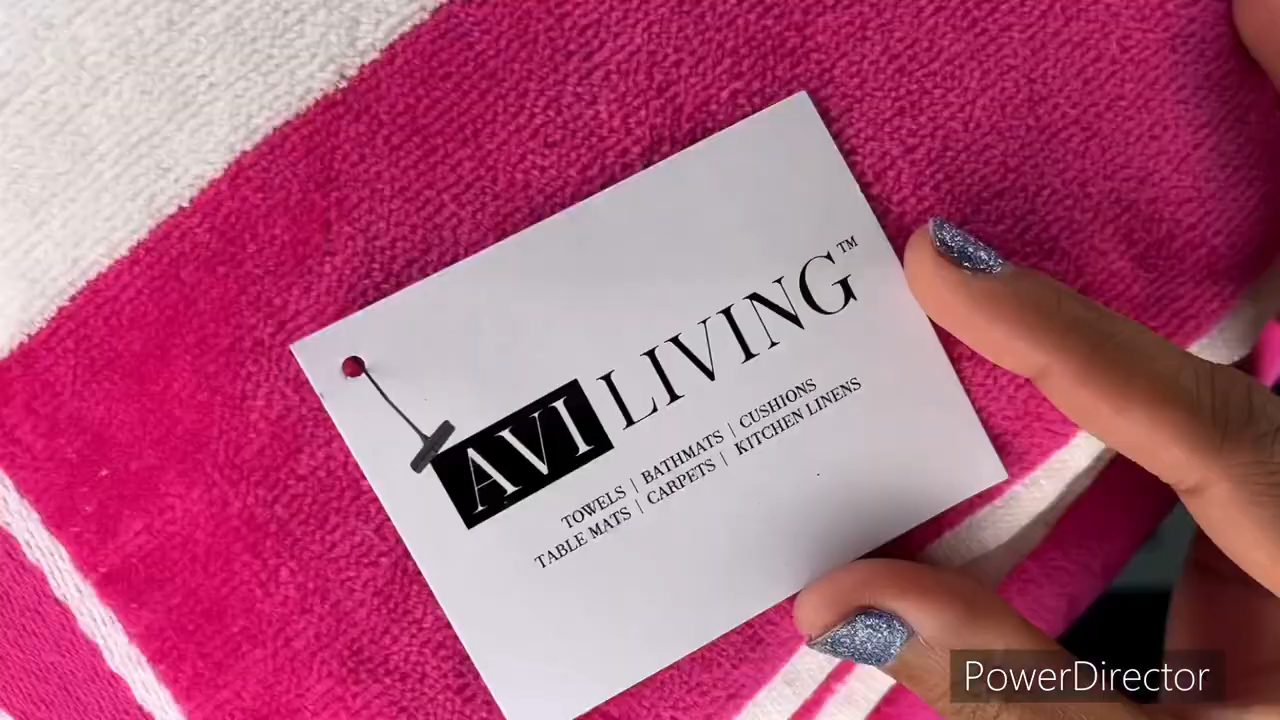 AVI LIVING™
TOWELS | BATHMATS | CUSHIONS
TABLE MATS | CARPETS | KITCHEN LINENS
PowerDirector